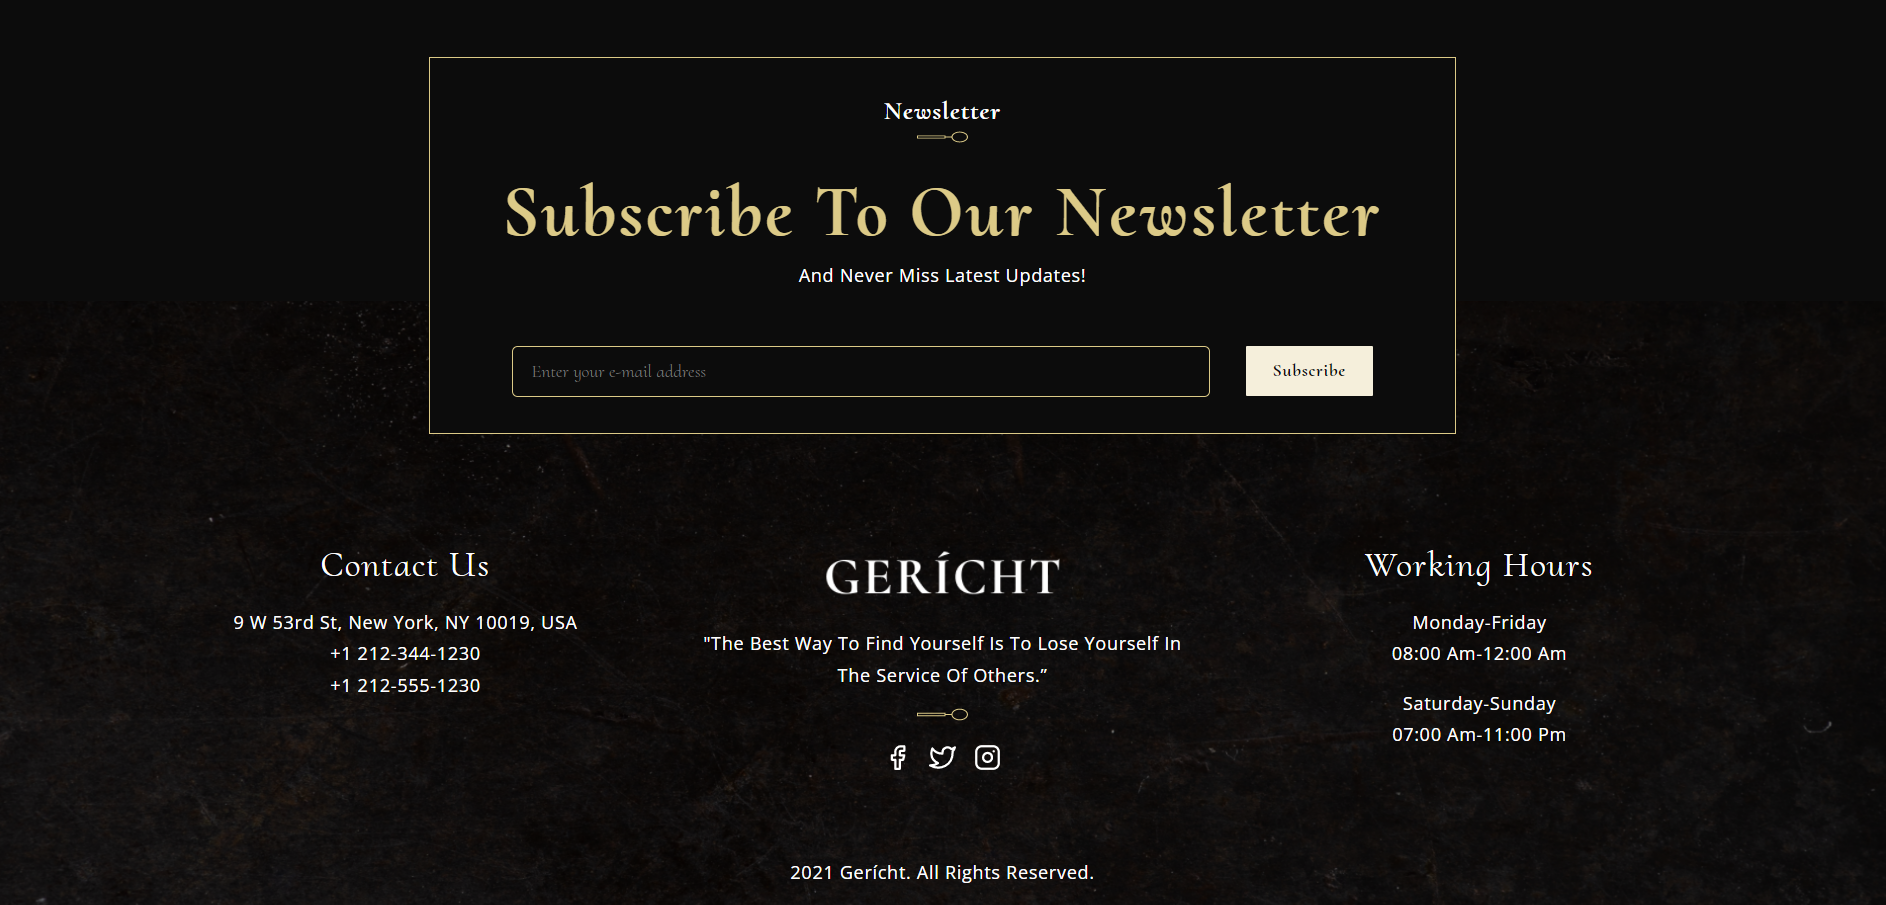 Newsletter
Subscribe To Our Newsletter
And Never Miss Latest Updates!
Enter your e-mail address
Subscribe
Contact Us
9 W 53rd St, New York, NY 10019, USA
+1 212-344-1230
+1 212-555-1230
GERÍCHT
"The Best Way To Find Yourself Is To Lose Yourself In
The Service Of Others.”
Working Hours
Monday-Friday
08:00 Am-12:00 Am
Saturday-Sunday
07:00 Am-11:00 Pm
2021 Gerícht. All Rights Reserved.